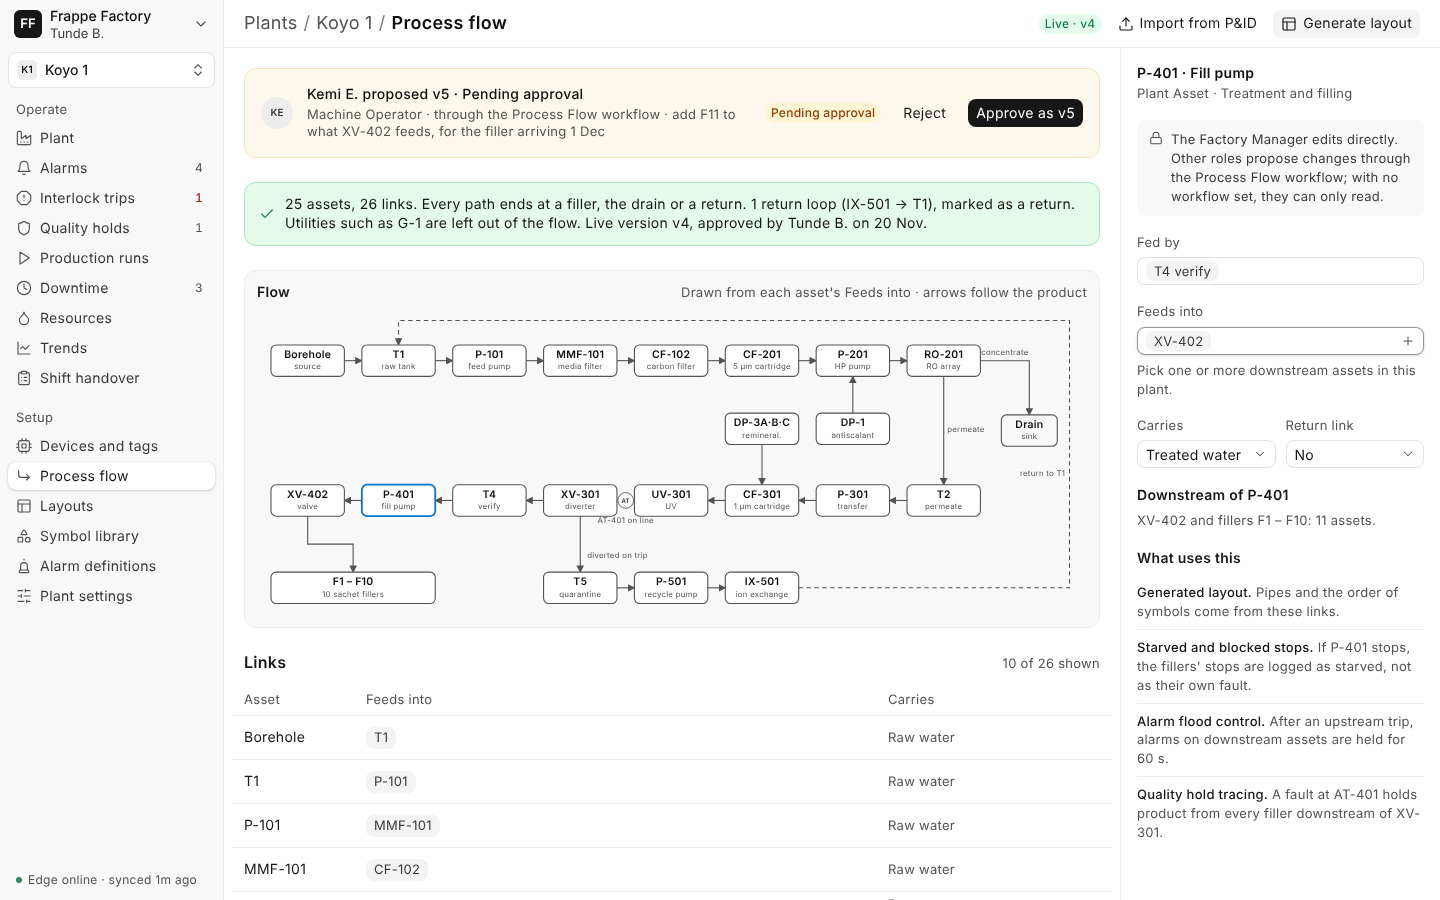 FF
Frappe Factory
Tunde B.
K1 Koyo 1
Operate
Plant
Alarms 4
Interlock trips 1
Quality holds 1
Production runs
Downtime 3
Resources
Trends
Shift handover
Setup
Devices and tags
Process flow
Layouts
Symbol library
Alarm definitions
Plant settings
Edge online · synced 1m ago
Plants / Koyo 1 / Process flow
Live · v4
Import from P&ID
Generate layout
KE
Kemi E. proposed v5 · Pending approval
Machine Operator · through the Process Flow workflow · add F11 to
what XV-402 feeds, for the filler arriving 1 Dec
Pending approval
Reject
Approve as v5
25 assets, 26 links. Every path ends at a filler, the drain or a return. 1 return loop (IX-501 → T1), marked as a return.
Utilities such as G-1 are left out of the flow. Live version v4, approved by Tunde B. on 20 Nov.
Flow
Drawn from each asset's Feeds into · arrows follow the product
Borehole
source
T1
raw tank
P-101
feed pump
MMF-101
media filter
CF-102
carbon filter
CF-201
5 µm cartridge
P-201
HP pump
RO-201
RO array
concentrate
DP-3A·B·C
remineral.
DP-1
antiscalant
permeate
Drain
sink
return to T1
XV-402
valve
P-401
fill pump
T4
verify
XV-301
diverter
AT
UV-301
UV
CF-301
1 µm cartridge
P-301
transfer
T2
permeate
AT-401 on line
diverted on trip
F1 – F10
10 sachet fillers
T5
quarantine
P-501
recycle pump
IX-501
ion exchange
Links
10 of 26 shown
Asset Feeds into Carries
Borehole T1 Raw water
T1 P-101 Raw water
P-101 MMF-101 Raw water
MMF-101 CF-102 Raw water
P-401 · Fill pump
Plant Asset · Treatment and filling
The Factory Manager edits directly.
Other roles propose changes through
the Process Flow workflow; with no
workflow set, they can only read.
Fed by
T4 verify
Feeds into
XV-402
Pick one or more downstream assets in this
plant.
Carries Return link
Treated water No
Downstream of P-401
XV-402 and fillers F1 – F10: 11 assets.
What uses this
Generated layout. Pipes and the order of
symbols come from these links.
Starved and blocked stops. If P-401 stops,
the fillers' stops are logged as starved, not
as their own fault.
Alarm flood control. After an upstream trip,
alarms on downstream assets are held for
60 s.
Quality hold tracing. A fault at AT-401 holds
product from every filler downstream of XV-
301.